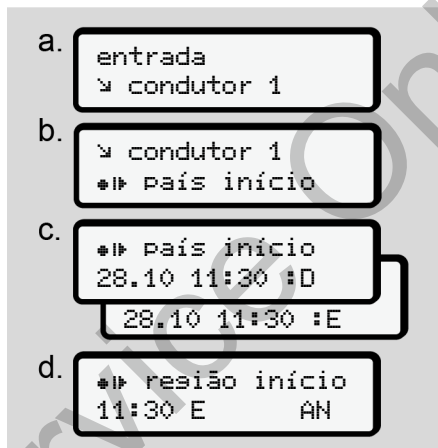 a.
entrada
condutor 1
b.
condutor 1
país início
c.
país início
28.10 11:30 :D
28.10 11:30 :E
d.
região início
11:30 E AN